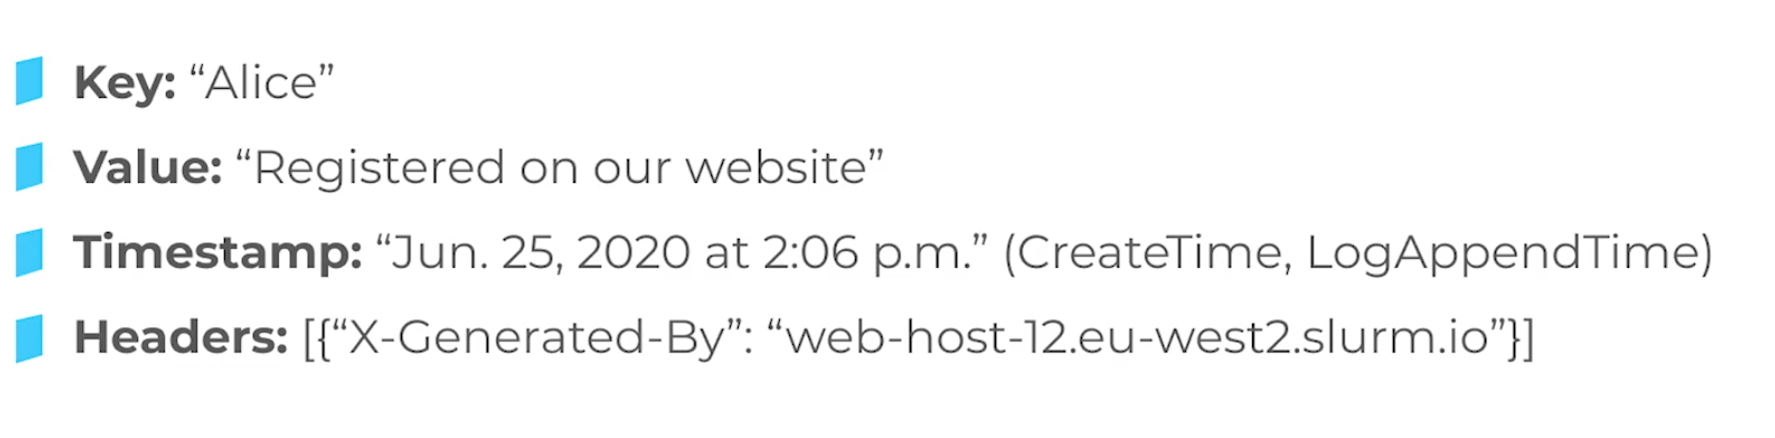 Key: “Alice”
Value: “Registered on our website”
Timestamp: “Jun. 25, 2020 at 2:06 p.m.” (CreateTime, LogAppendTime)
Headers: [{“X-Generated-By”: “web-host-12.eu-west2.slurm.io”}]